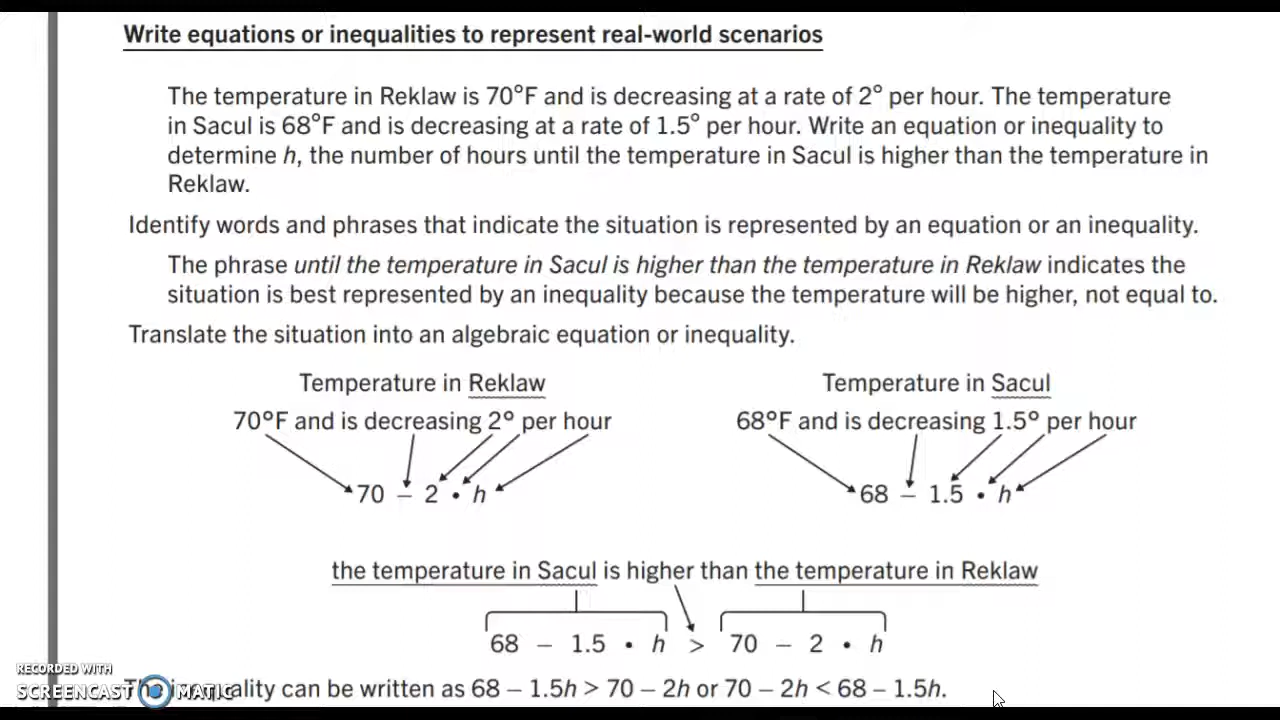 Write equations or inequalities to represent real-world scenarios
The temperature in Reklaw is 70°F and is decreasing at a rate of 2° per hour. The temperature
in Sacul is 68°F and is decreasing at a rate of 1.5° per hour. Write an equation or inequality to
determine h, the number of hours until the temperature in Sacul is higher than the temperature in
Reklaw.
Identify words and phrases that indicate the situation is represented by an equation or an inequality.
The phrase until the temperature in Sacul is higher than the temperature in Reklaw indicates the
situation is best represented by an inequality because the temperature will be higher, not equal to.
Translate the situation into an algebraic equation or inequality.
Temperature in Reklaw Temperature in Sacul
70°F and is decreasing 2° per hour 68°F and is decreasing 1.5° per hour
70 – 2 • h 68 – 1.5 • h
the temperature in Sacul is higher than the temperature in Reklaw
68 – 1.5 • h > 70 – 2 • h
RECORDED WITH
SCREENCAST MATIC
can be written as 68 – 1.5h > 70 – 2h or 70 – 2h < 68 – 1.5h.